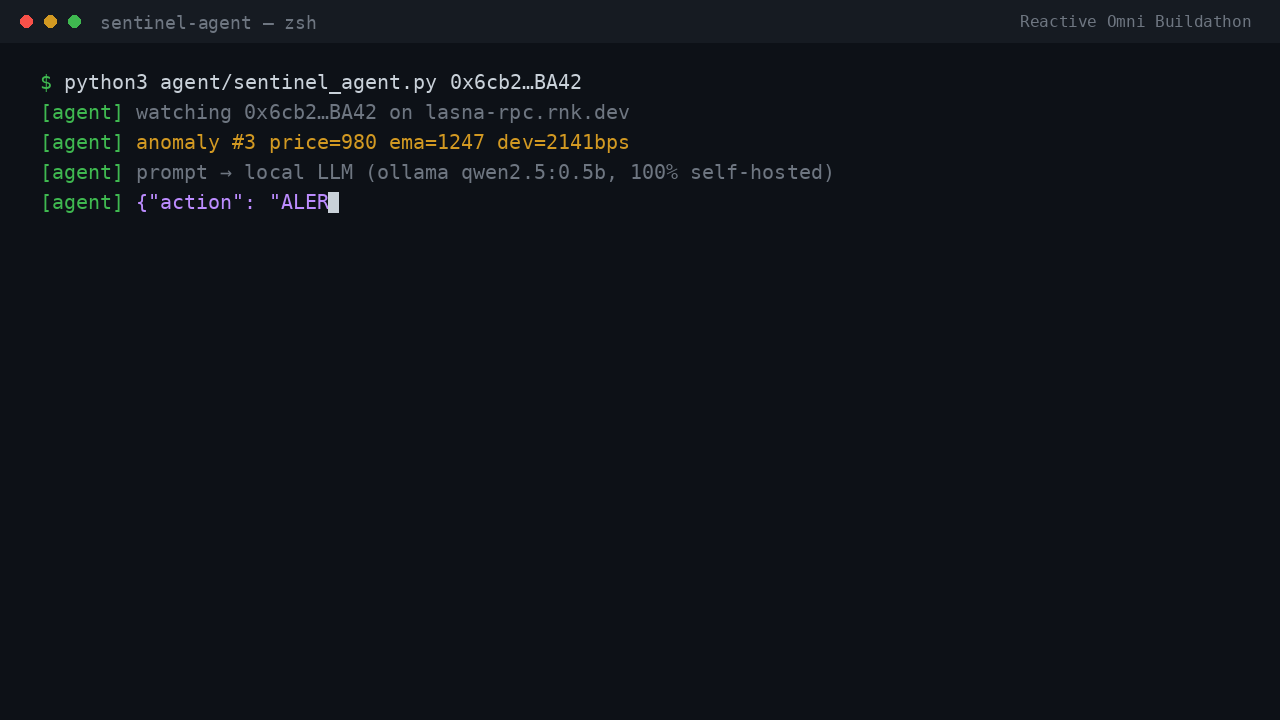 sentinel-agent — zsh
Reactive Omni Buildathon
$ python3 agent/sentinel_agent.py 0x6cb2…BA42
[agent] watching 0x6cb2…BA42 on lasna-rpc.rnk.dev
[agent] anomaly #3 price=980 ema=1247 dev=2141bps
[agent] prompt → local LLM (ollama qwen2.5:0.5b, 100% self-hosted)
[agent] {"action": "ALER